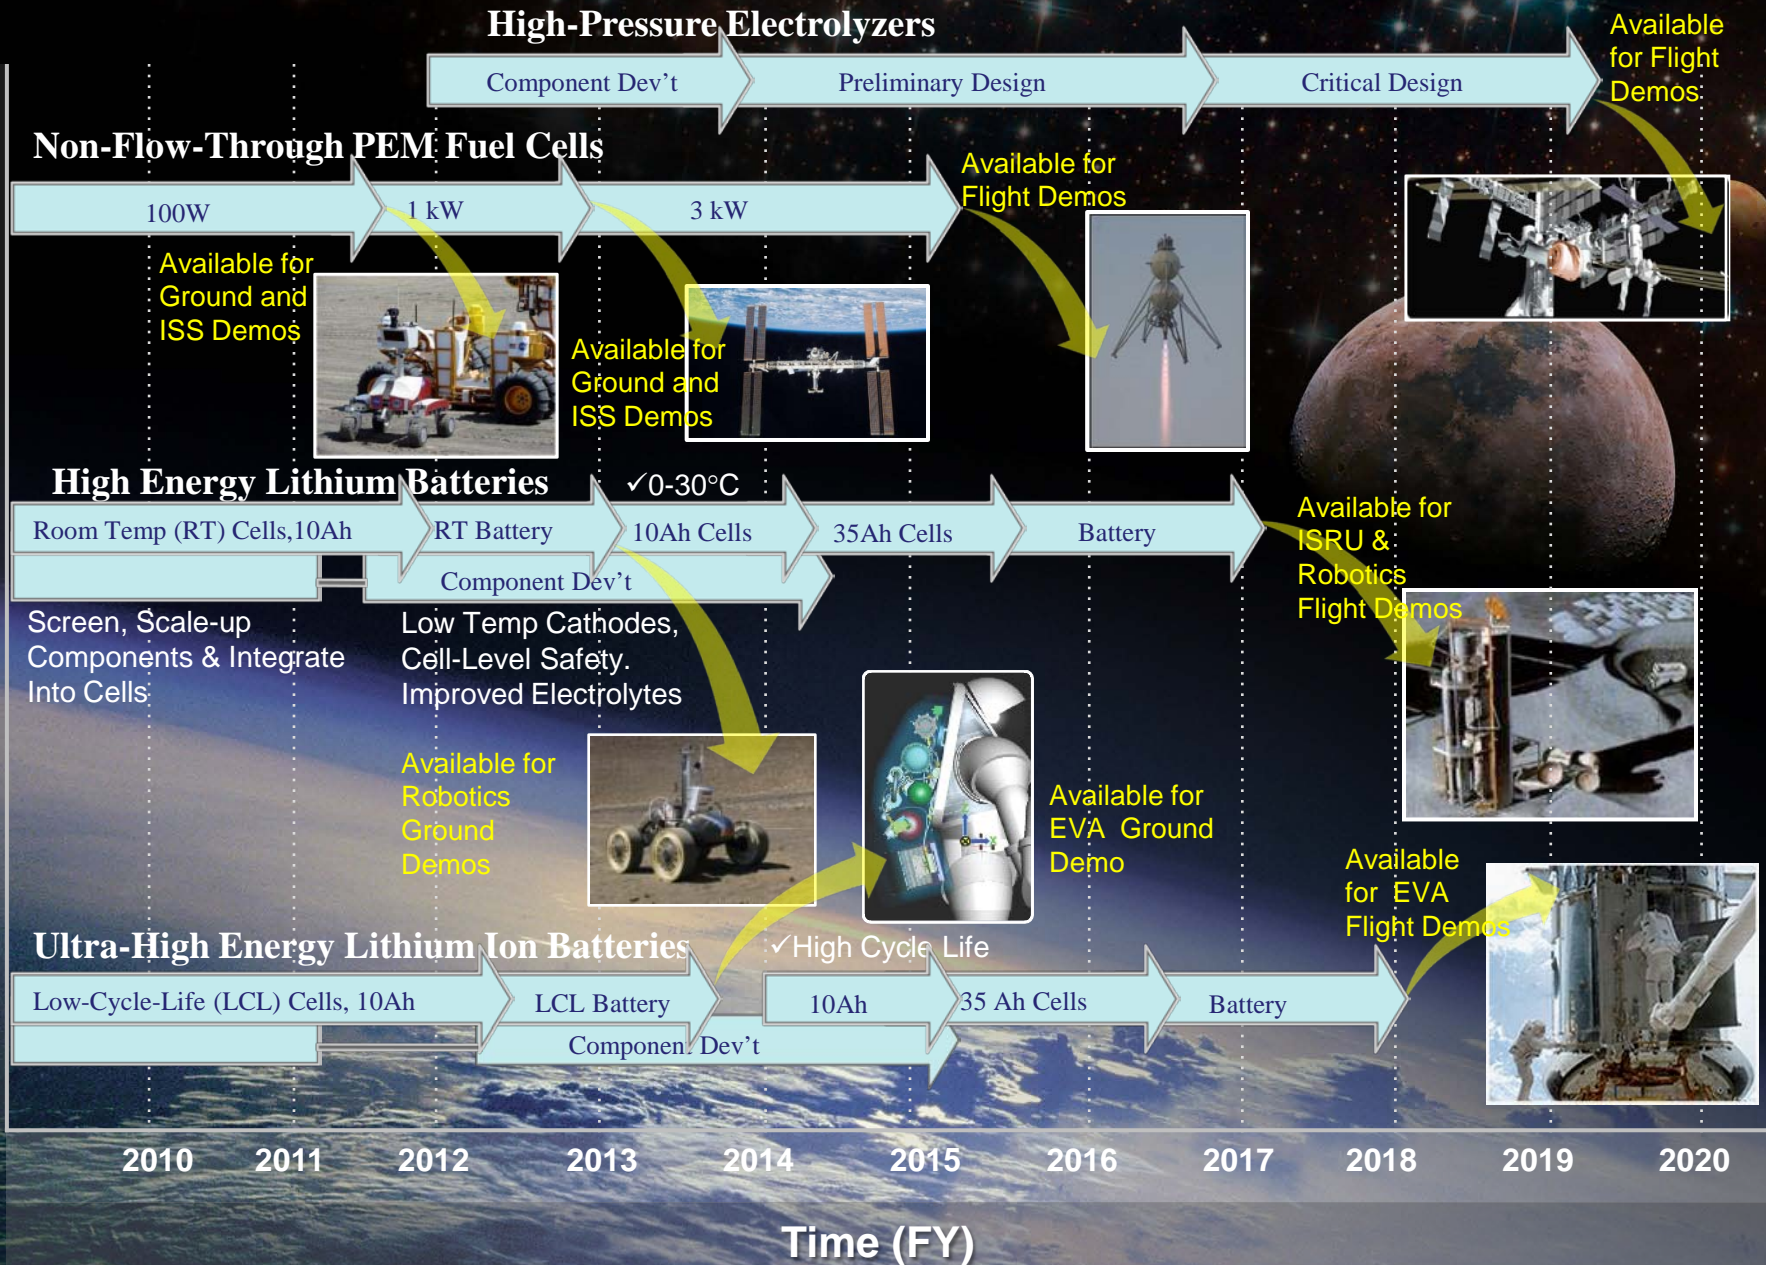 High-Pressure Electrolyzers
Available
for Flight
Demos
Component Dev't
Preliminary Design
Critical Design
Non-Flow-Through PEM Fuel Cells
100W
1 kW
3 kW
Available for
Flight Demos
Available for
Ground and
ISS Demos
Available for
Ground and
ISS Demos
High Energy Lithium Batteries
✓0-30°C
Room Temp (RT) Cells,10Ah
RT Battery
10Ah Cells
35Ah Cells
Battery
Component Dev't
Available for
ISRU &
Robotics
Flight Demos
Screen, Scale-up
Components & Integrate
Into Cells
Low Temp Cathodes,
Cell-Level Safety.
Improved Electrolytes
Available for
Robotics
Ground
Demos
Available for
EVA Ground
Demo
Available
for EVA
Flight Demos
Ultra-High Energy Lithium Ion Batteries
✓High Cycle Life
Low-Cycle-Life (LCL) Cells, 10Ah
LCL Battery
10Ah
35 Ah Cells
Battery
Component Dev't
2010 2011 2012 2013 2014 2015 2016 2017 2018 2019 2020
Time (FY)